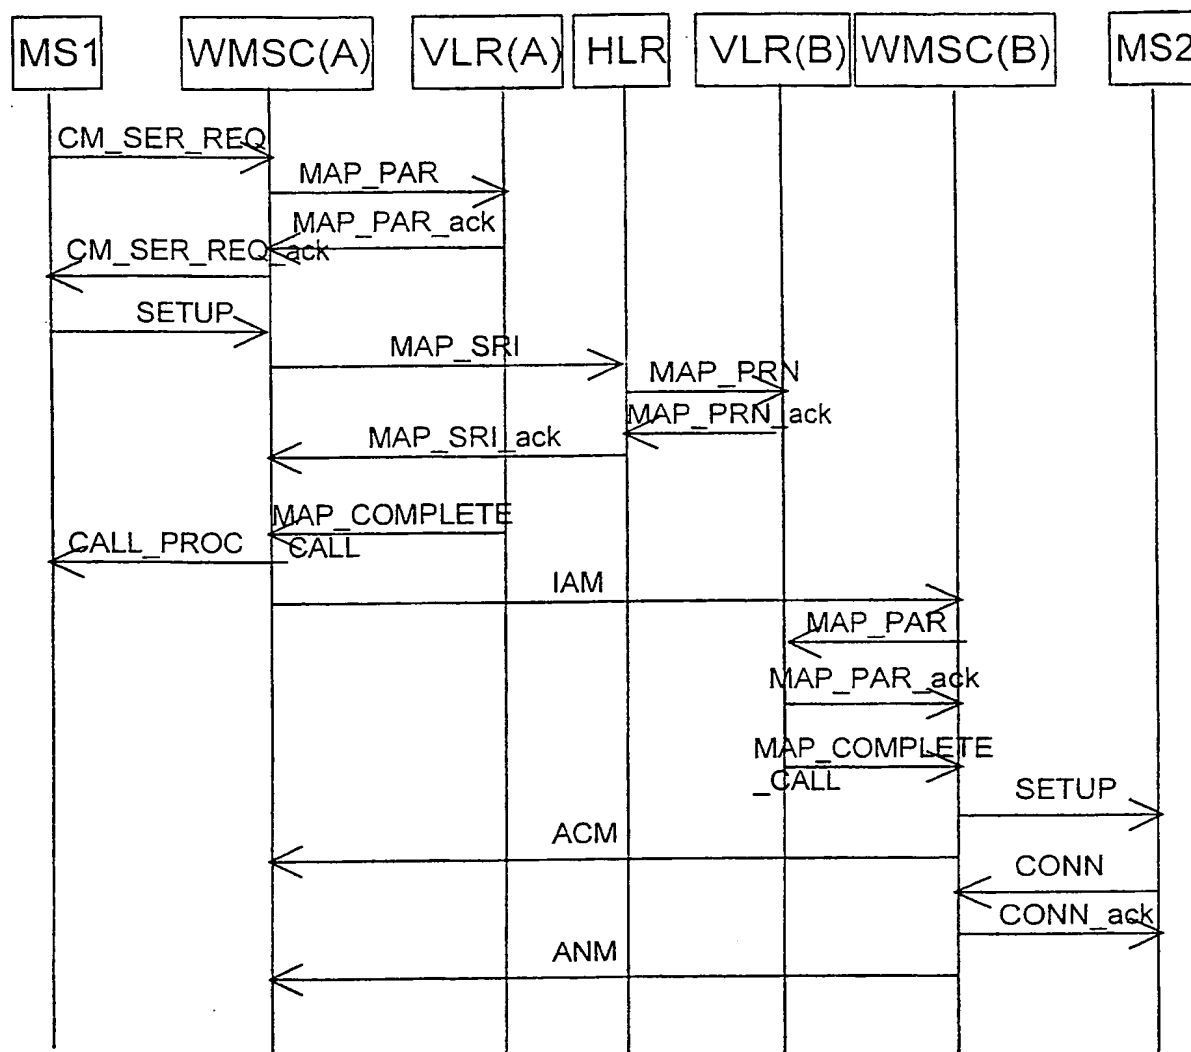 MS1
WMSC(A)
VLR(A)
HLR
VLR(B)
WMSC(B)
MS2
CM_SER_REQ
MAP_PAR
MAP_PAR_ack
CM_SER_REQ_ack
SETUP
MAP_SRI
MAP_PRN
MAP_PRN_ack
MAP_SRI_ack
MAP_COMPLETE
_CALL
CALL_PROC
IAM
MAP_PAR
MAP_PAR_ack
MAP_COMPLETE
_CALL
SETUP
ACM
CONN
CONN_ack
ANM